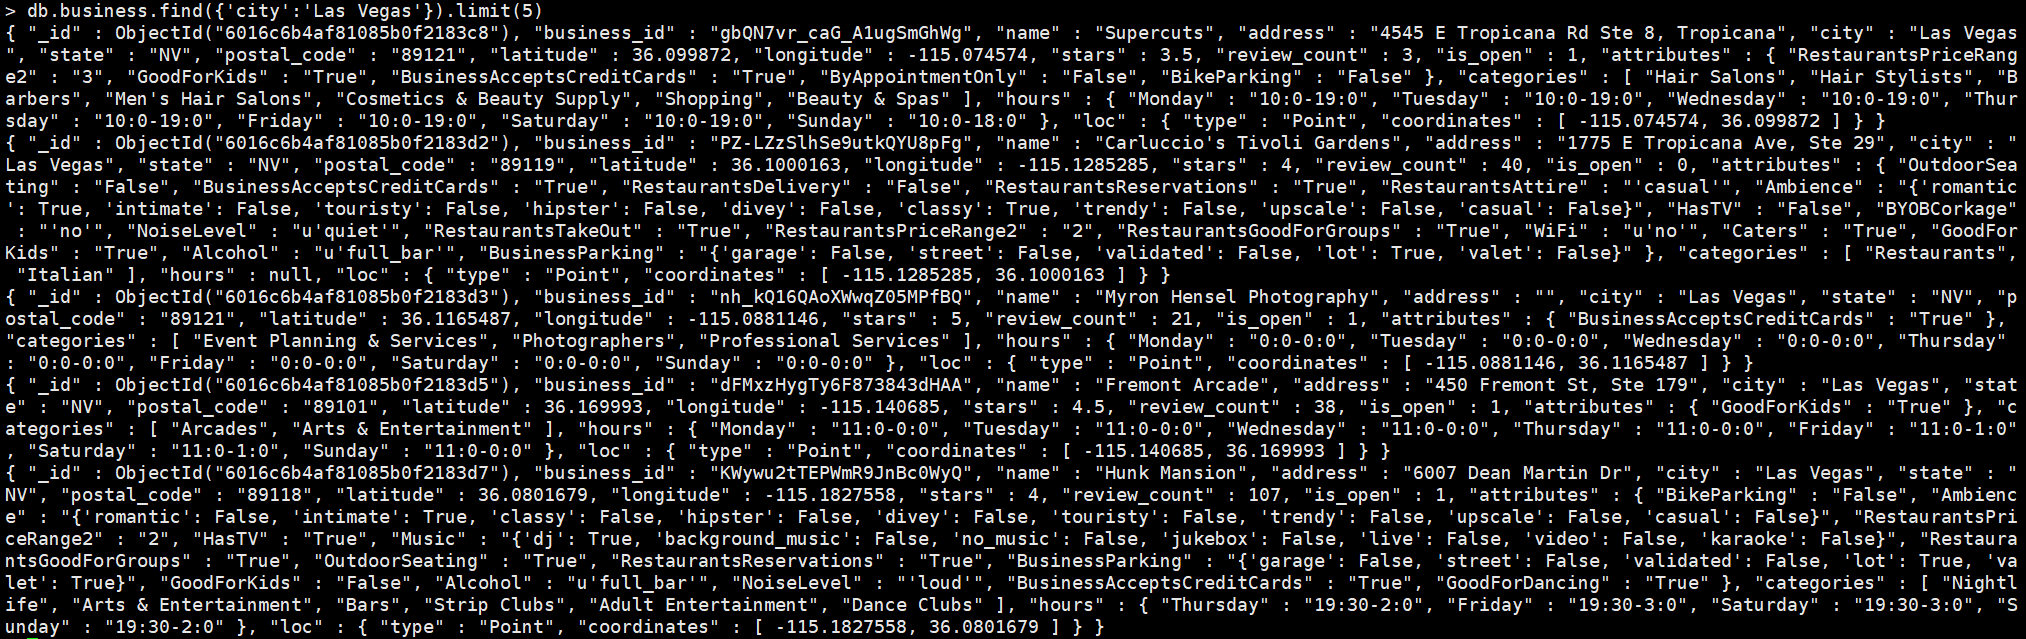 > db.business.find({'city':'Las Vegas'}).limit(5)
{ "_id" : ObjectId("6016c6b4af81085b0f2183c8"), "business_id" : "gbQN7vr_caG_A1ugSmGhWg", "name" : "Supercuts", "address" : "4545 E Tropicana Rd Ste 8, Tropicana", "city" : "Las Vegas
", "state" : "NV", "postal_code" : "89121", "latitude" : 36.099872, "longitude" : -115.074574, "stars" : 3.5, "review_count" : 3, "is_open" : 1, "attributes" : { "RestaurantsPriceRang
e2" : "3", "GoodForKids" : "True", "BusinessAcceptsCreditCards" : "True", "ByAppointmentOnly" : "False", "BikeParking" : "False" }, "categories" : [ "Hair Salons", "Hair Stylists", "B
arbers", "Men's Hair Salons", "Cosmetics & Beauty Supply", "Shopping", "Beauty & Spas" ], "hours" : { "Monday" : "10:0-19:0", "Tuesday" : "10:0-19:0", "Wednesday" : "10:0-19:0", "Thur
sday" : "10:0-19:0", "Friday" : "10:0-19:0", "Saturday" : "10:0-19:0", "Sunday" : "10:0-18:0" }, "loc" : { "type" : "Point", "coordinates" : [ -115.074574, 36.099872 ] } }
{ "_id" : ObjectId("6016c6b4af81085b0f2183d2"), "business_id" : "PZ-LZzSlhSe9utkQYU8pFg", "name" : "Carluccio's Tivoli Gardens", "address" : "1775 E Tropicana Ave, Ste 29", "city" : "
Las Vegas", "state" : "NV", "postal_code" : "89119", "latitude" : 36.1000163, "longitude" : -115.1285285, "stars" : 4, "review_count" : 40, "is_open" : 0, "attributes" : { "OutdoorSea
ting" : "False", "BusinessAcceptsCreditCards" : "True", "RestaurantsDelivery" : "False", "RestaurantsReservations" : "True", "RestaurantsAttire" : "'casual'", "Ambience" : "{'romantic
': True, 'intimate': False, 'touristy': False, 'hipster': False, 'divey': False, 'classy': True, 'trendy': False, 'upscale': False, 'casual': False}", "HasTV" : "False", "BYOBCorkage"
 : "'no'", "NoiseLevel" : "u'quiet'", "RestaurantsTakeOut" : "True", "RestaurantsPriceRange2" : "2", "RestaurantsGoodForGroups" : "True", "WiFi" : "u'no'", "Caters" : "True", "GoodFor
Kids" : "True", "Alcohol" : "u'full_bar'", "BusinessParking" : "{'garage': False, 'street': False, 'validated': False, 'lot': True, 'valet': False}" }, "categories" : [ "Restaurants",
 "Italian" ], "hours" : null, "loc" : { "type" : "Point", "coordinates" : [ -115.1285285, 36.1000163 ] } }
{ "_id" : ObjectId("6016c6b4af81085b0f2183d3"), "business_id" : "nh_kQ16QAoXWwqZ05MPfBQ", "name" : "Myron Hensel Photography", "address" : "", "city" : "Las Vegas", "state" : "NV", "p
ostal_code" : "89121", "latitude" : 36.1165487, "longitude" : -115.0881146, "stars" : 5, "review_count" : 21, "is_open" : 1, "attributes" : { "BusinessAcceptsCreditCards" : "True" }, 
"categories" : [ "Event Planning & Services", "Photographers", "Professional Services" ], "hours" : { "Monday" : "0:0-0:0", "Tuesday" : "0:0-0:0", "Wednesday" : "0:0-0:0", "Thursday"
: "0:0-0:0", "Friday" : "0:0-0:0", "Saturday" : "0:0-0:0", "Sunday" : "0:0-0:0" }, "loc" : { "type" : "Point", "coordinates" : [ -115.0881146, 36.1165487 ] } }
{ "_id" : ObjectId("6016c6b4af81085b0f2183d5"), "business_id" : "dFMxzHygTy6F873843dHAA", "name" : "Fremont Arcade", "address" : "450 Fremont St, Ste 179", "city" : "Las Vegas", "stat
e" : "NV", "postal_code" : "89101", "latitude" : 36.169993, "longitude" : -115.140685, "stars" : 4.5, "review_count" : 38, "is_open" : 1, "attributes" : { "GoodForKids" : "True" }, "c
ategories" : [ "Arcades", "Arts & Entertainment" ], "hours" : { "Monday" : "11:0-0:0", "Tuesday" : "11:0-0:0", "Wednesday" : "11:0-0:0", "Thursday" : "11:0-0:0", "Friday" : "11:0-1:0"
, "Saturday" : "11:0-1:0", "Sunday" : "11:0-0:0" }, "loc" : { "type" : "Point", "coordinates" : [ -115.140685, 36.169993 ] } }
{ "_id" : ObjectId("6016c6b4af81085b0f2183d7"), "business_id" : "KWywu2tTEPWmR9JnBc0WyQ", "name" : "Hunk Mansion", "address" : "6007 Dean Martin Dr", "city" : "Las Vegas", "state" : "
NV", "postal_code" : "89118", "latitude" : 36.0801679, "longitude" : -115.1827558, "stars" : 4, "review_count" : 107, "is_open" : 1, "attributes" : { "BikeParking" : "False", "Ambienc
e" : "{'romantic': False, 'intimate': True, 'classy': False, 'hipster': False, 'divey': False, 'touristy': False, 'trendy': False, 'upscale': False, 'casual': False}", "RestaurantsPri
ceRange2" : "2", "HasTV" : "True", "Music" : "{'dj': True, 'background_music': False, 'no_music': False, 'jukebox': False, 'live': False, 'video': False, 'karaoke': False}", "Restaura
ntsGoodForGroups" : "True", "OutdoorSeating" : "True", "RestaurantsReservations" : "True", "BusinessParking" : "{'garage': False, 'street': False, 'validated': False, 'lot': True, 'va
let': True}", "GoodForKids" : "False", "Alcohol" : "u'full_bar'", "NoiseLevel" : "'loud'", "BusinessAcceptsCreditCards" : "True", "GoodForDancing" : "True" }, "categories" : [ "Nightl
ife", "Arts & Entertainment", "Bars", "Strip Clubs", "Adult Entertainment", "Dance Clubs" ], "hours" : { "Thursday" : "19:30-2:0", "Friday" : "19:30-3:0", "Saturday" : "19:30-3:0", "S
unday" : "19:30-2:0" }, "loc" : { "type" : "Point", "coordinates" : [ -115.1827558, 36.0801679 ] } }